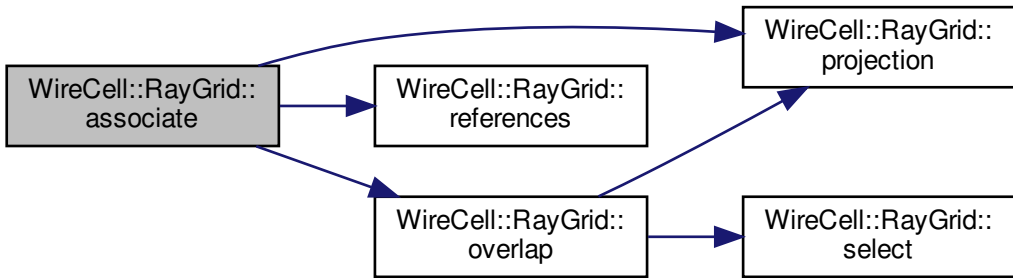 WireCell::RayGrid::
associate
WireCell::RayGrid::
projection
WireCell::RayGrid::
references
WireCell::RayGrid::
overlap
WireCell::RayGrid::
select